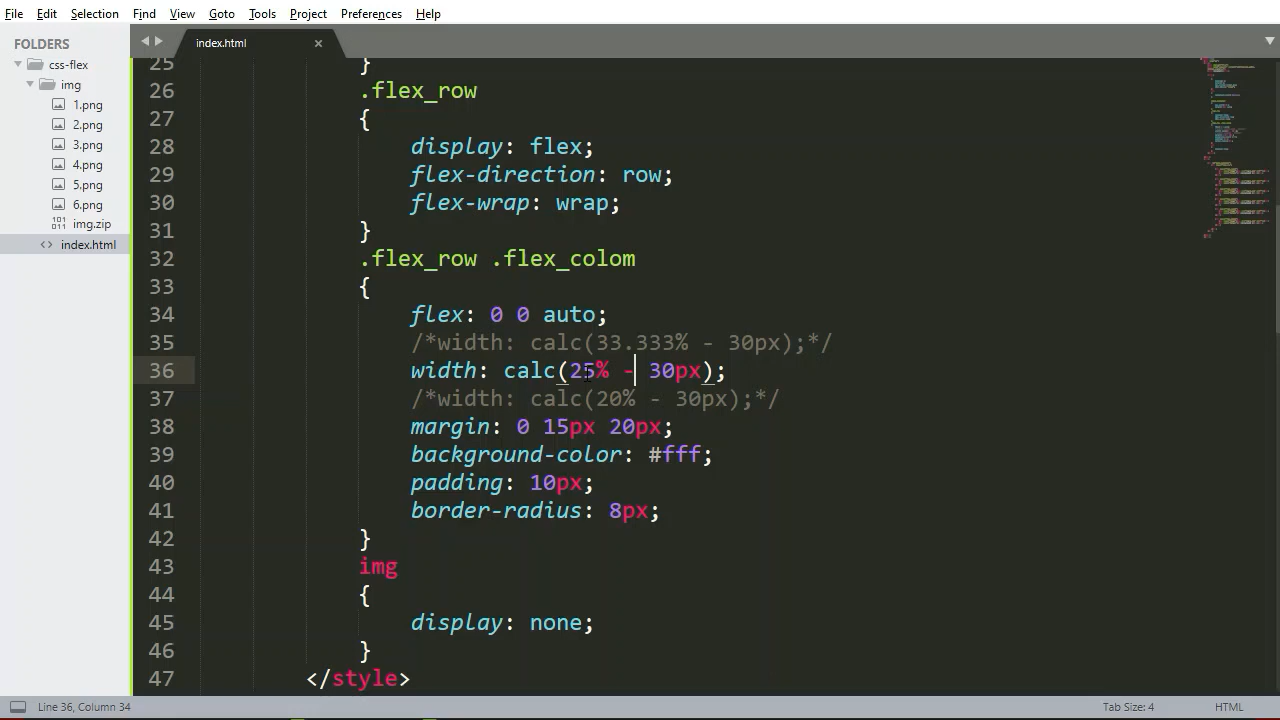 File Edit Selection Find View Goto Tools Project Preferences Help
FOLDERS
css-flex
img
1.png
2.png
3.png
4.png
5.png
6.png
img.zip
index.html
index.html ×
25 }
26 .flex_row
27 {
28 display: flex;
29 flex-direction: row;
30 flex-wrap: wrap;
31 }
32 .flex_row .flex_colom
33 {
34 flex: 0 0 auto;
35 /*width: calc(33.333% - 30px);*/
36 width: calc(25% - 30px);
37 /*width: calc(20% - 30px);*/
38 margin: 0 15px 20px;
39 background-color: #fff;
40 padding: 10px;
41 border-radius: 8px;
42 }
43 img
44 {
45 display: none;
46 }
47 </style>
Line 36, Column 34 Tab Size: 4 HTML